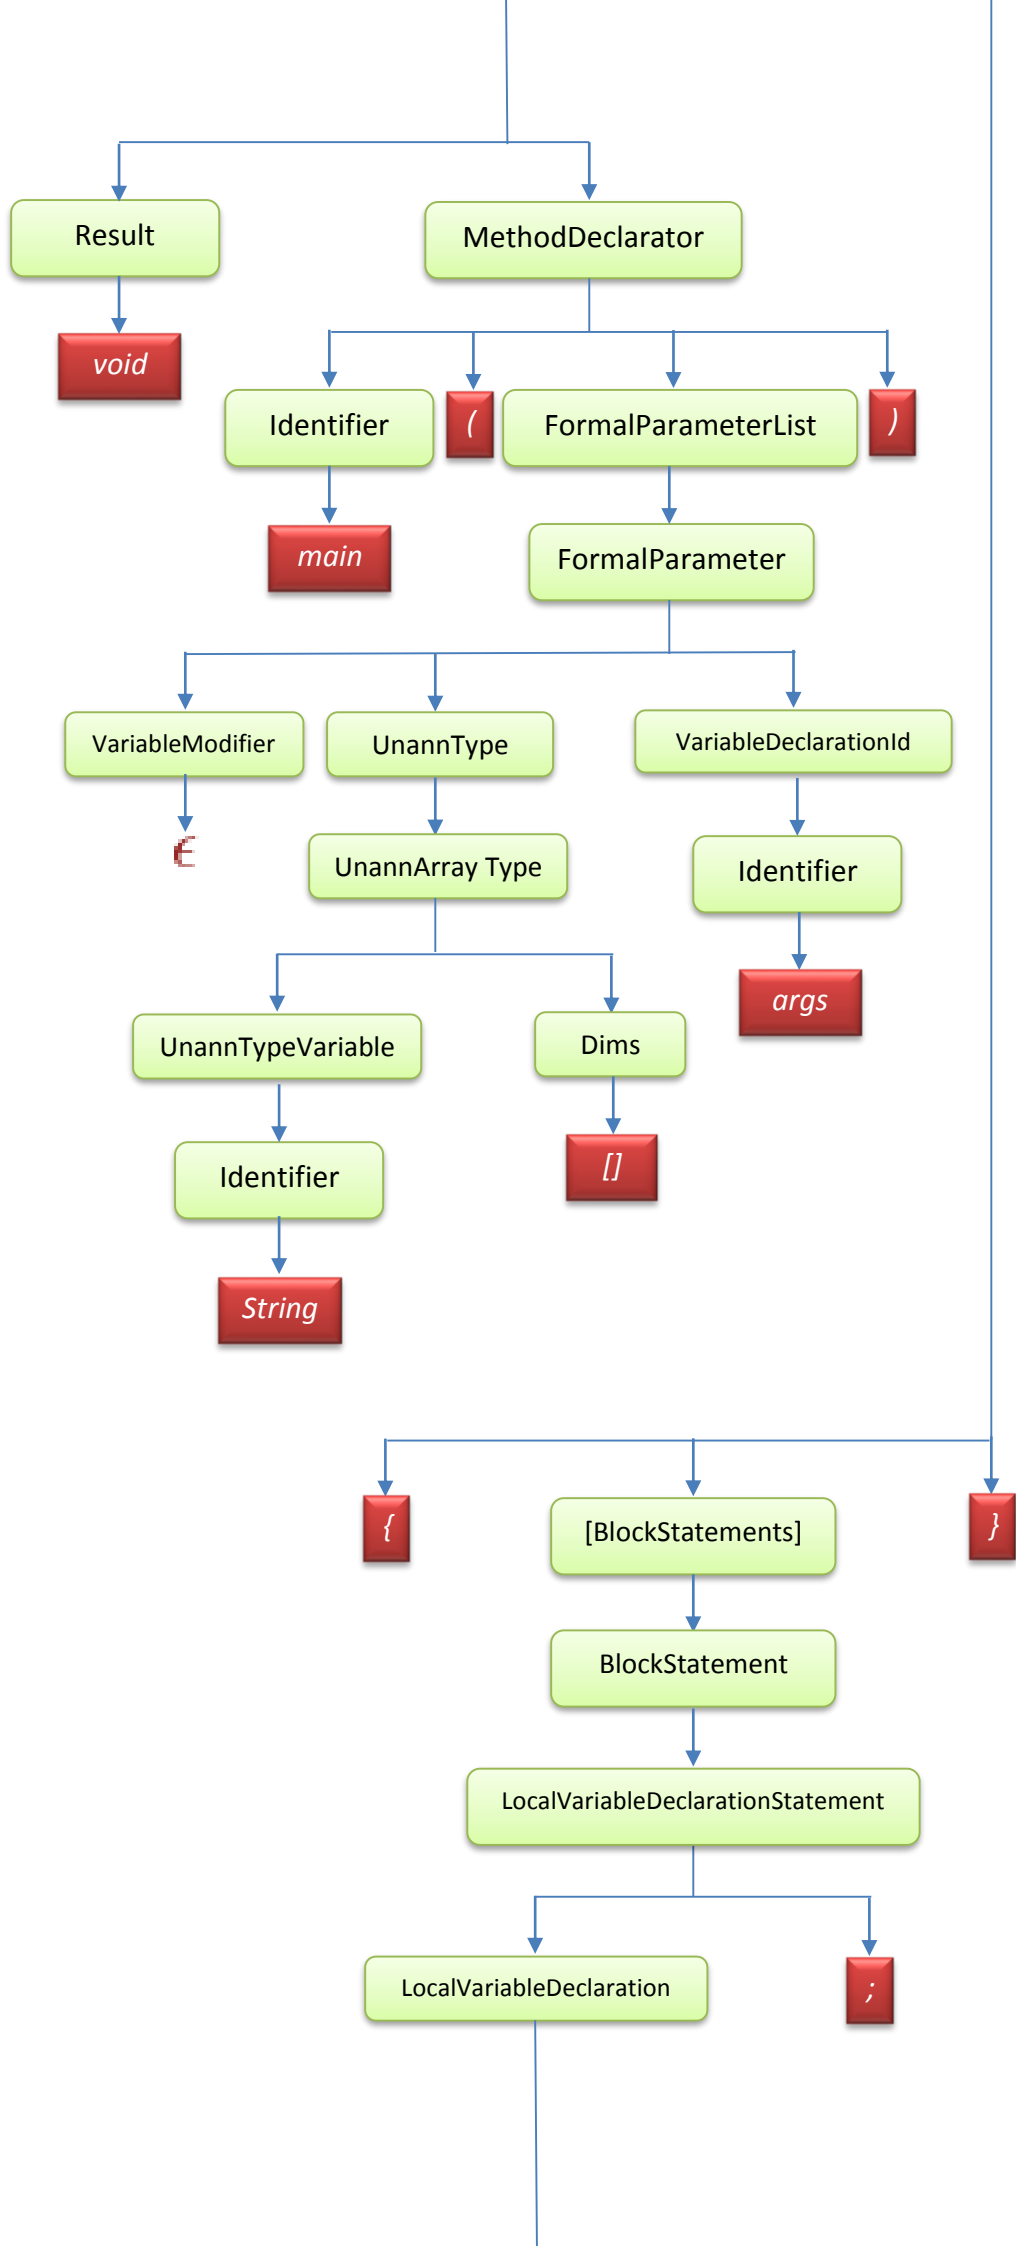 Result
MethodDeclarator
void
Identifier
(
FormalParameterList
)
main
FormalParameter
VariableModifier
UnannType
VariableDeclarationId
Є
UnannArray Type
Identifier
args
UnannTypeVariable
Dims
[]
Identifier
String
{
[BlockStatements]
}
BlockStatement
LocalVariableDeclarationStatement
LocalVariableDeclaration
;